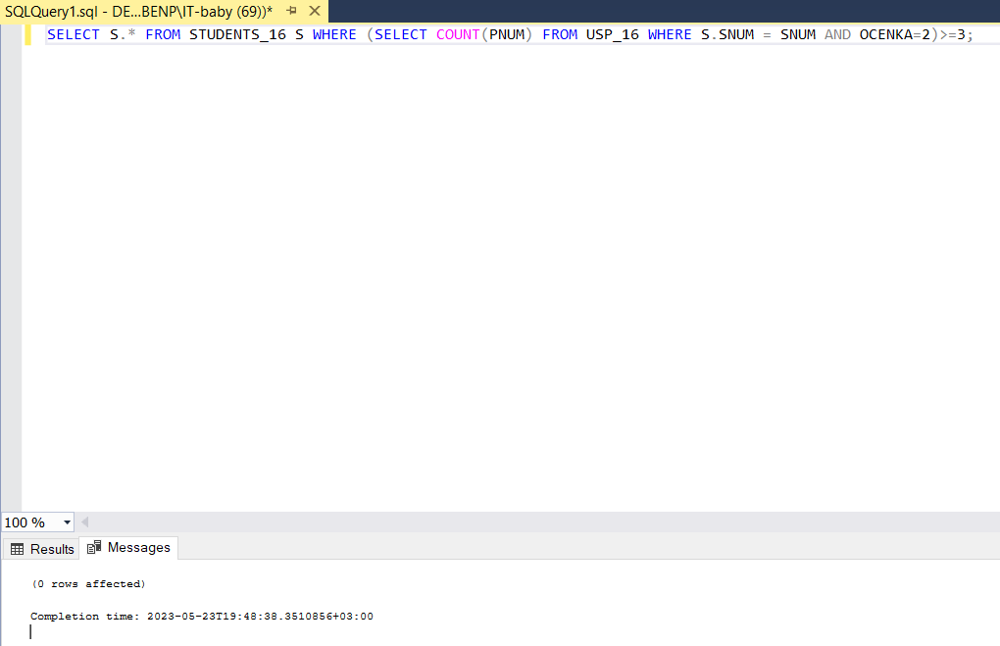 SQLQuery1.sql - DE...BENP\IT-baby (69))*
SELECT S.* FROM STUDENTS_16 S WHERE (SELECT COUNT(PNUM) FROM USP_16 WHERE S.SNUM = SNUM AND OCENKA=2)>=3;
100 %
Results Messages
(0 rows affected)
Completion time: 2023-05-23T19:48:38.3510856+03:00